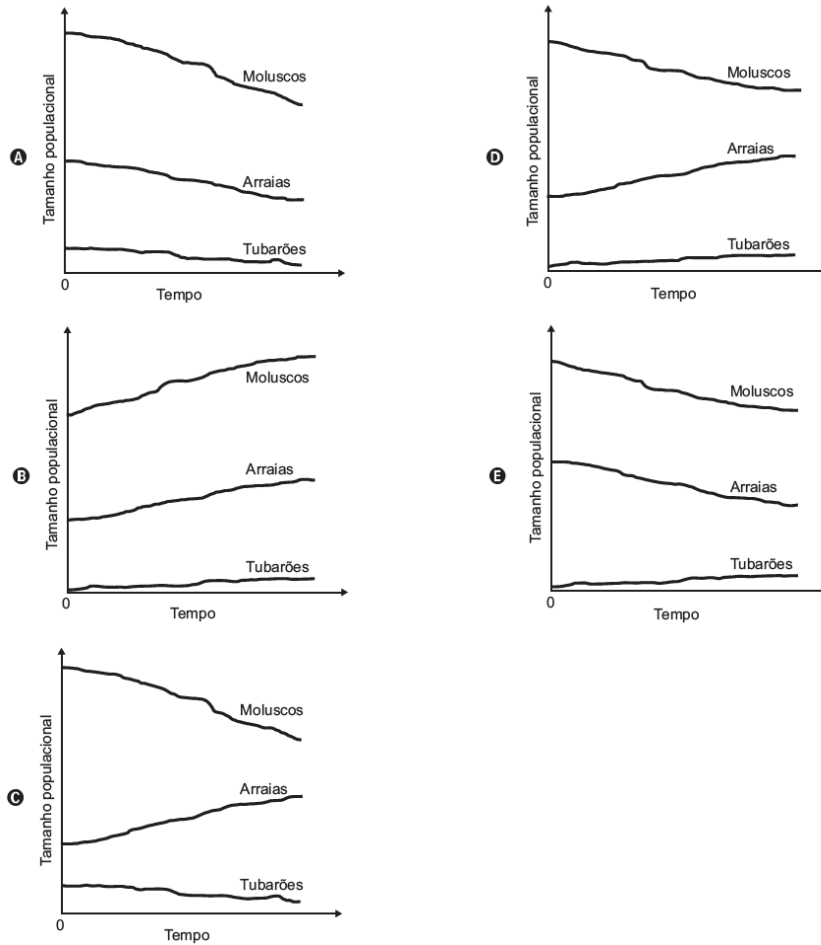 A
Tamanho populacional
Moluscos
Arraias
Tubarões
0
Tempo
B
Tamanho populacional
Moluscos
Arraias
Tubarões
0
Tempo
C
Tamanho populacional
Moluscos
Arraias
Tubarões
0
Tempo
D
Tamanho populacional
Moluscos
Arraias
Tubarões
0
Tempo
E
Tamanho populacional
Moluscos
Arraias
Tubarões
0
Tempo